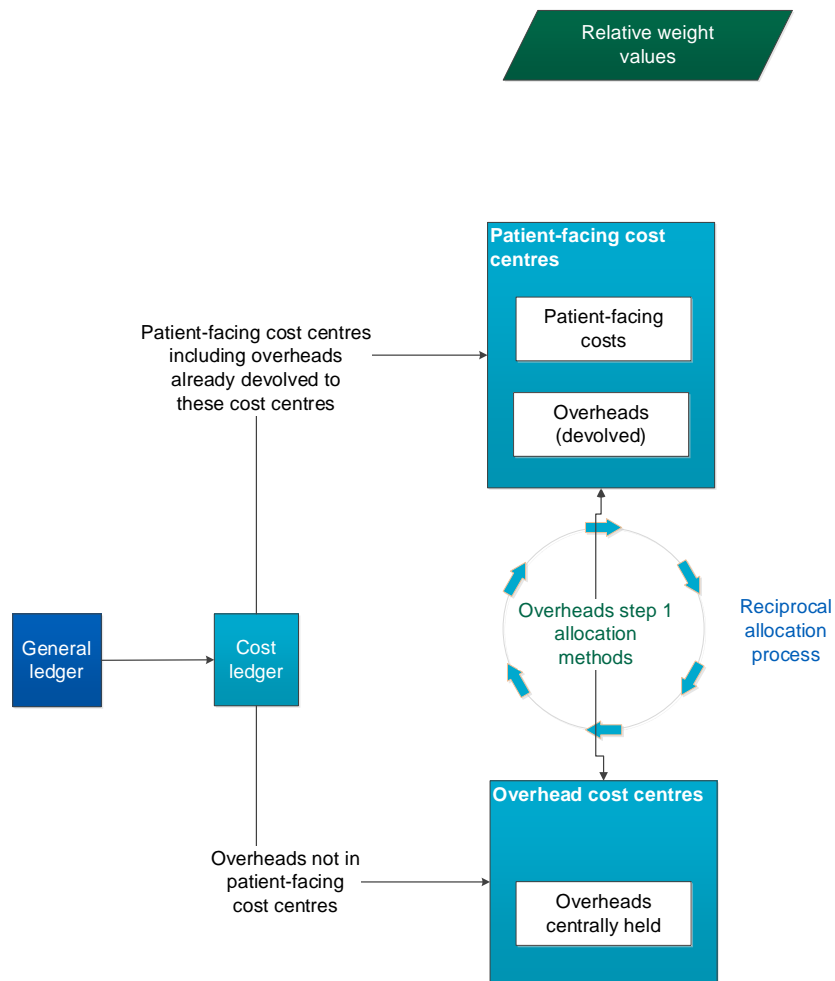 Relative weight
values
Patient-facing cost
centres
Patient-facing
costs
Overheads
(devolved)
Patient-facing cost centres
including overheads
already devolved to
these cost centres
General
ledger
Cost
ledger
Overheads step 1
allocation
methods
Reciprocal
allocation
process
Overheads not in
patient-facing
cost centres
Overhead cost centres
Overheads
centrally held